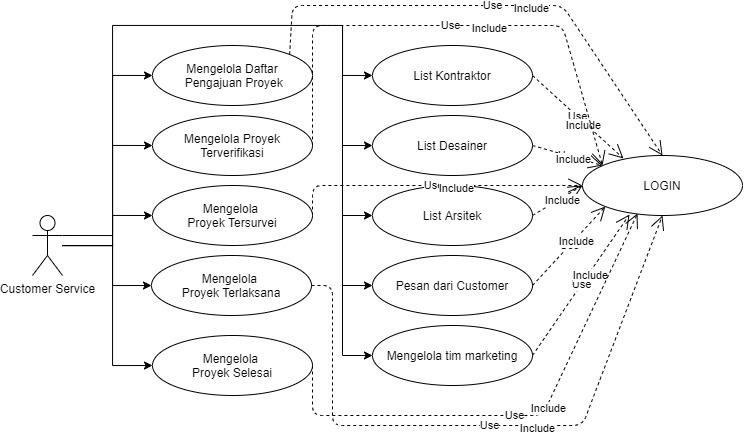 Use
Include
Use
Include
Mengelola Daftar
Pengajuan Proyek
List Kontraktor
Use
Include
Mengelola Proyek
Terverifikasi
List Desainer
Include
LOGIN
Use
Include
Include
Mengelola
Proyek Tersurvei
List Arsitek
Include
Customer Service
Mengelola
Proyek Terlaksana
Pesan dari Customer
Include
Use
Mengelola
Proyek Selesai
Mengelola tim marketing
Use
Include
Use
Include